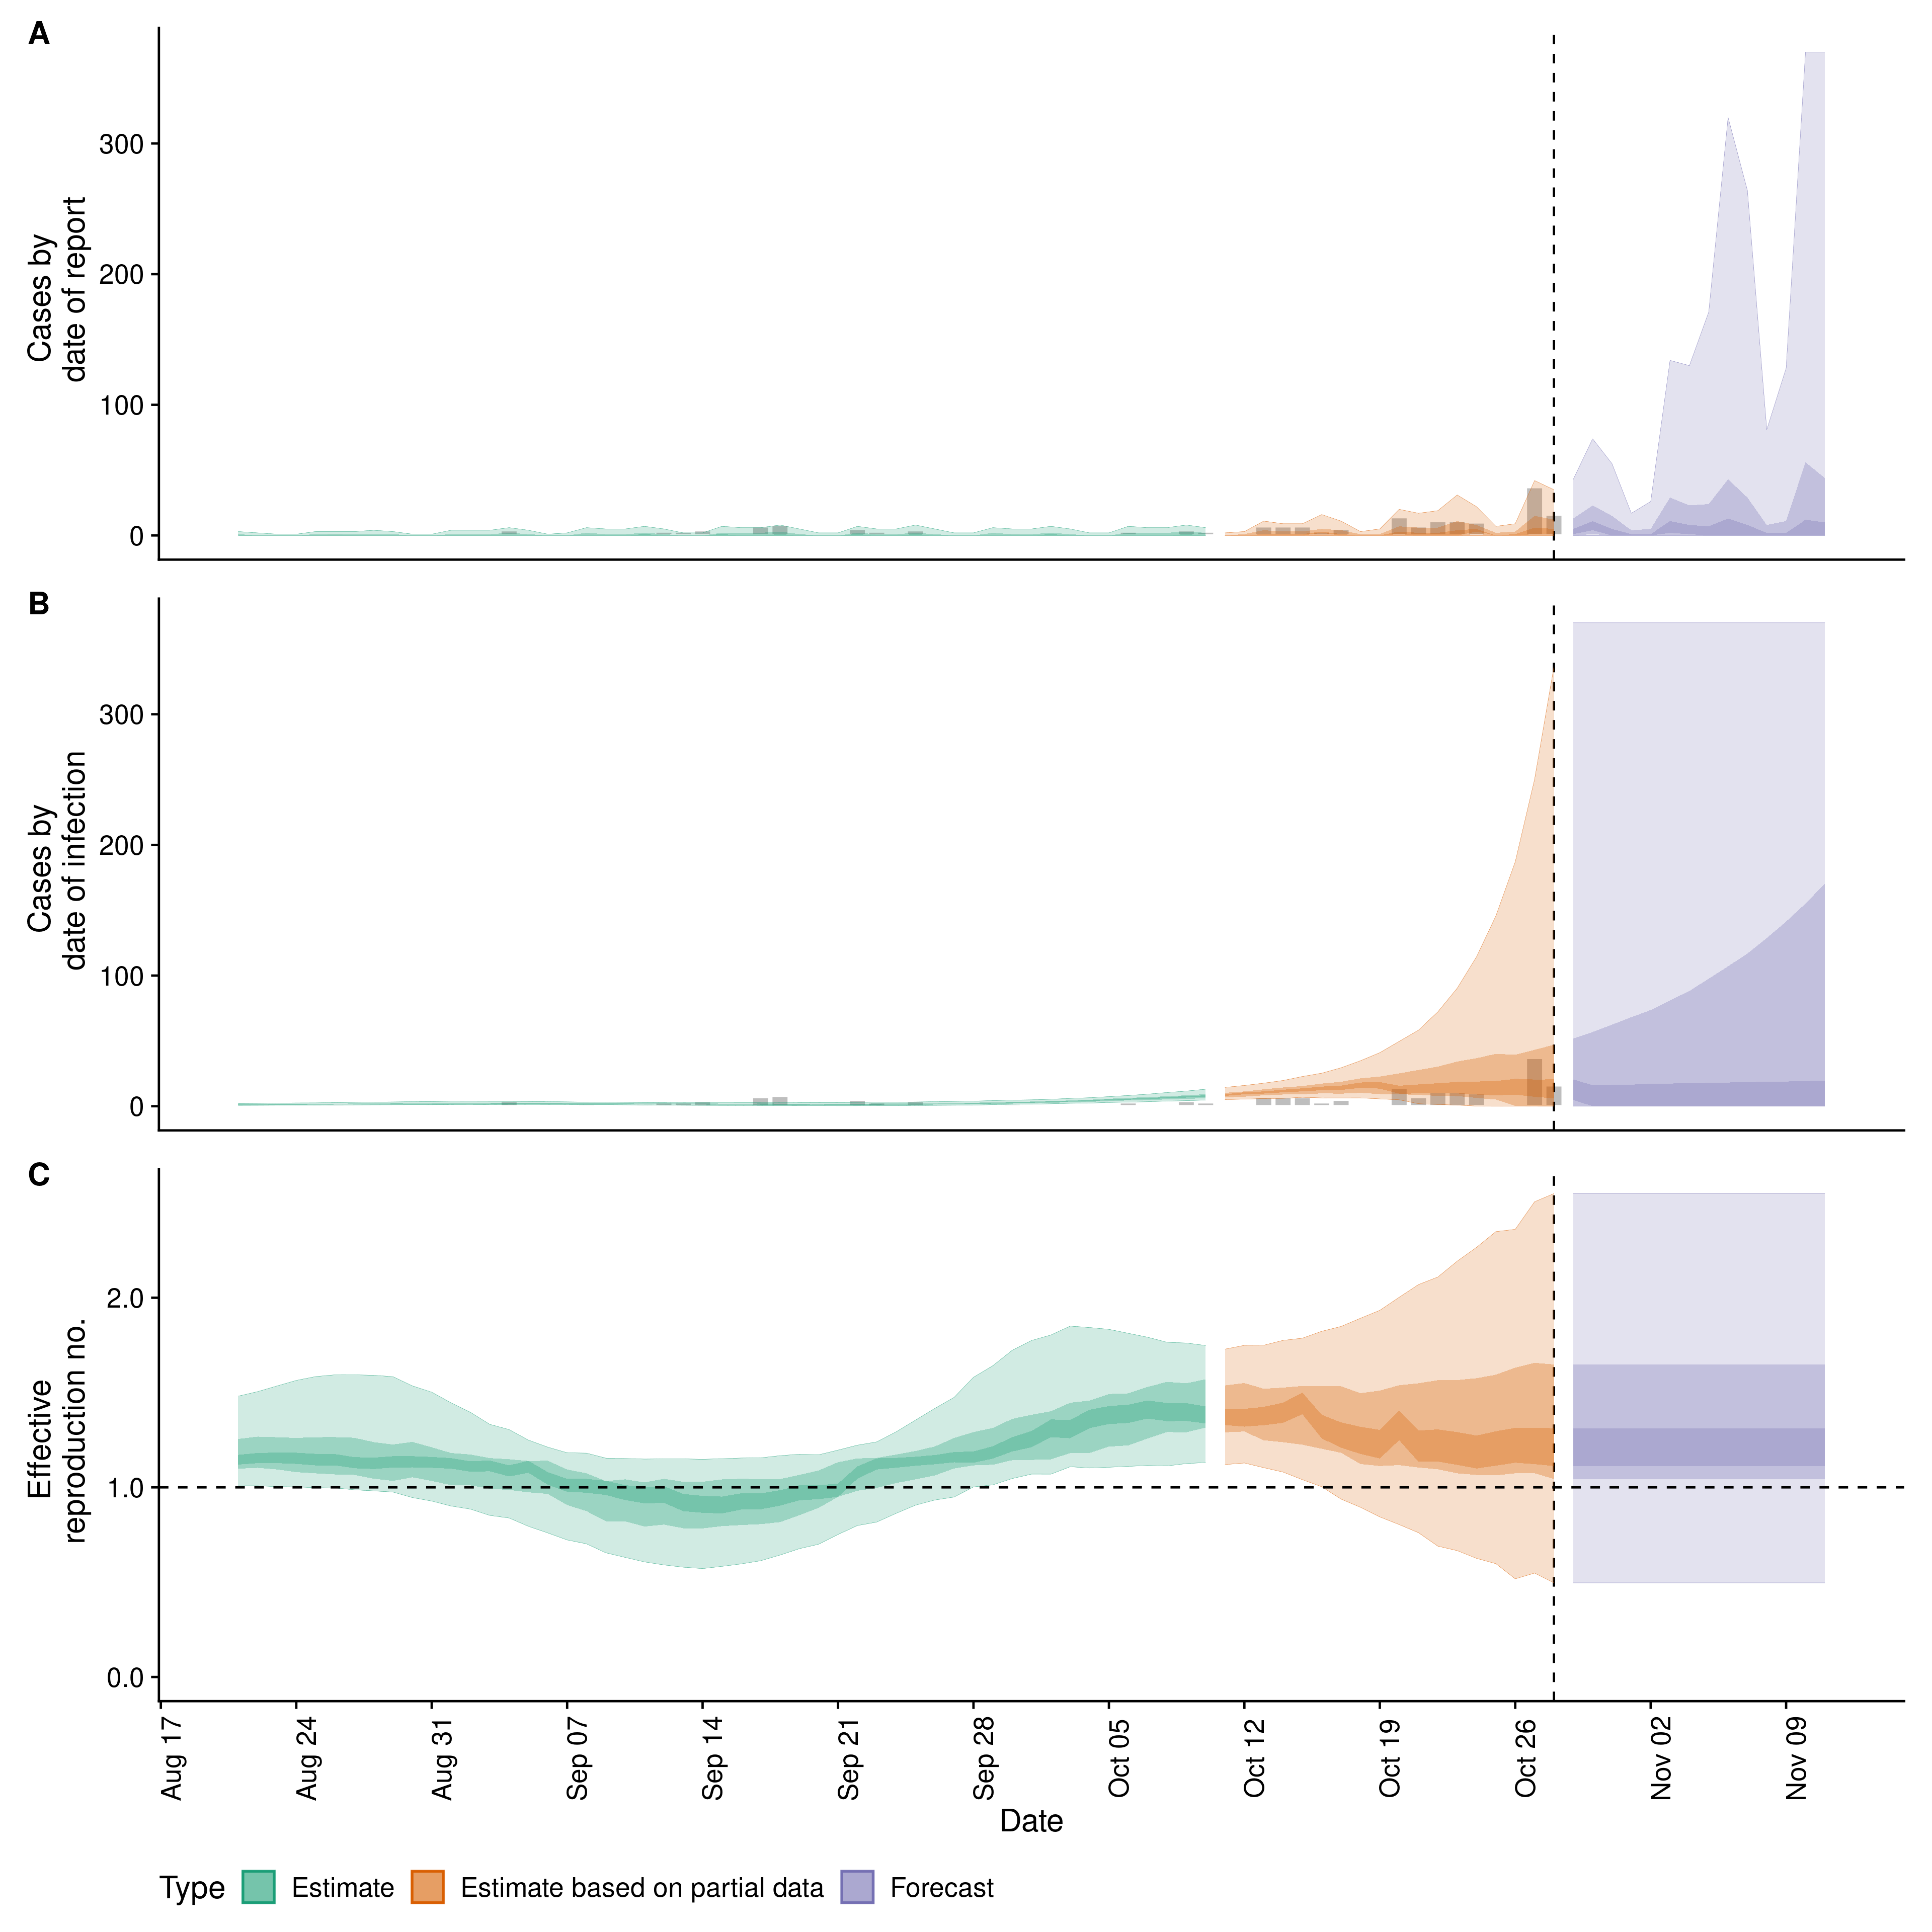 A
Cases by
date of report
300
200
100
0
B
Cases by
date of infection
300
200
100
0
C
Effective
reproduction no.
2.0
1.0
0.0
Aug 17
Aug 24
Aug 31
Sep 07
Sep 14
Sep 21
Sep 28
Oct 05
Oct 12
Oct 19
Oct 26
Nov 02
Nov 09
Date
Type Estimate Estimate based on partial data Forecast